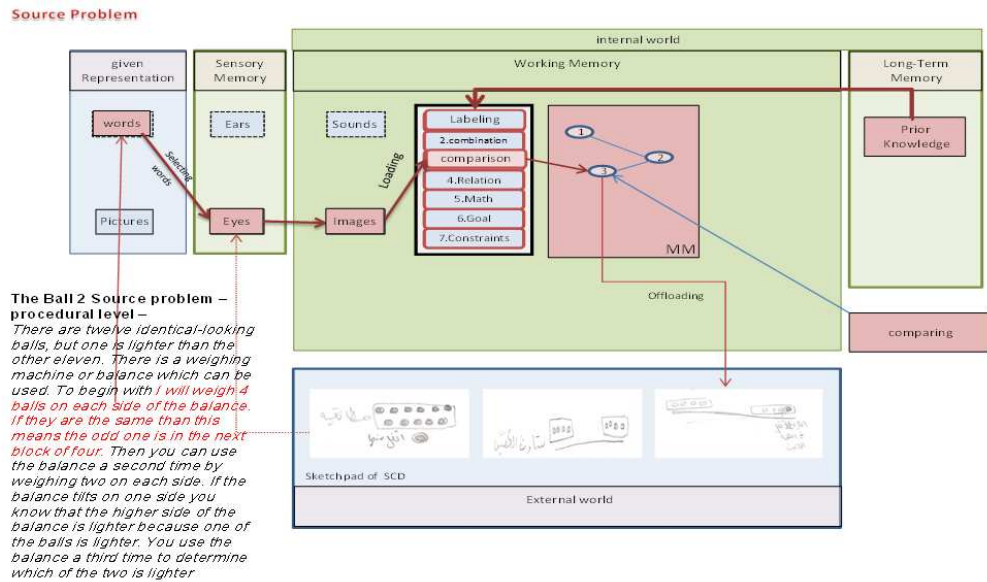 Source Problem
internal world
given
Representation
Sensory
Memory
Working Memory
Long-Term
Memory
words
Ears
Sounds
Labeling
2.combination
comparison
4.Relation
5.Math
6.Goal
7.Constraints
1
2
3
MM
Prior
Knowledge
Selecting
words
Loading
Pictures
Eyes
Images
Offloading
comparing
The Ball 2 Source problem –
procedural level –
There are twelve identical-looking
balls, but one is lighter than the
other eleven. There is a weighing
machine or balance which can be
used. To begin with I will weigh 4
balls on each side of the balance.
If they are the same than this
means the odd one is in the next
block of four. Then you can use
the balance a second time by
weighing two on each side. If the
balance tilts on one side you
know that the higher side of the
balance is lighter because one of
the balls is lighter. You use the
balance a third time to determine
which of the two is lighter
Sketchpad of SCD
External world